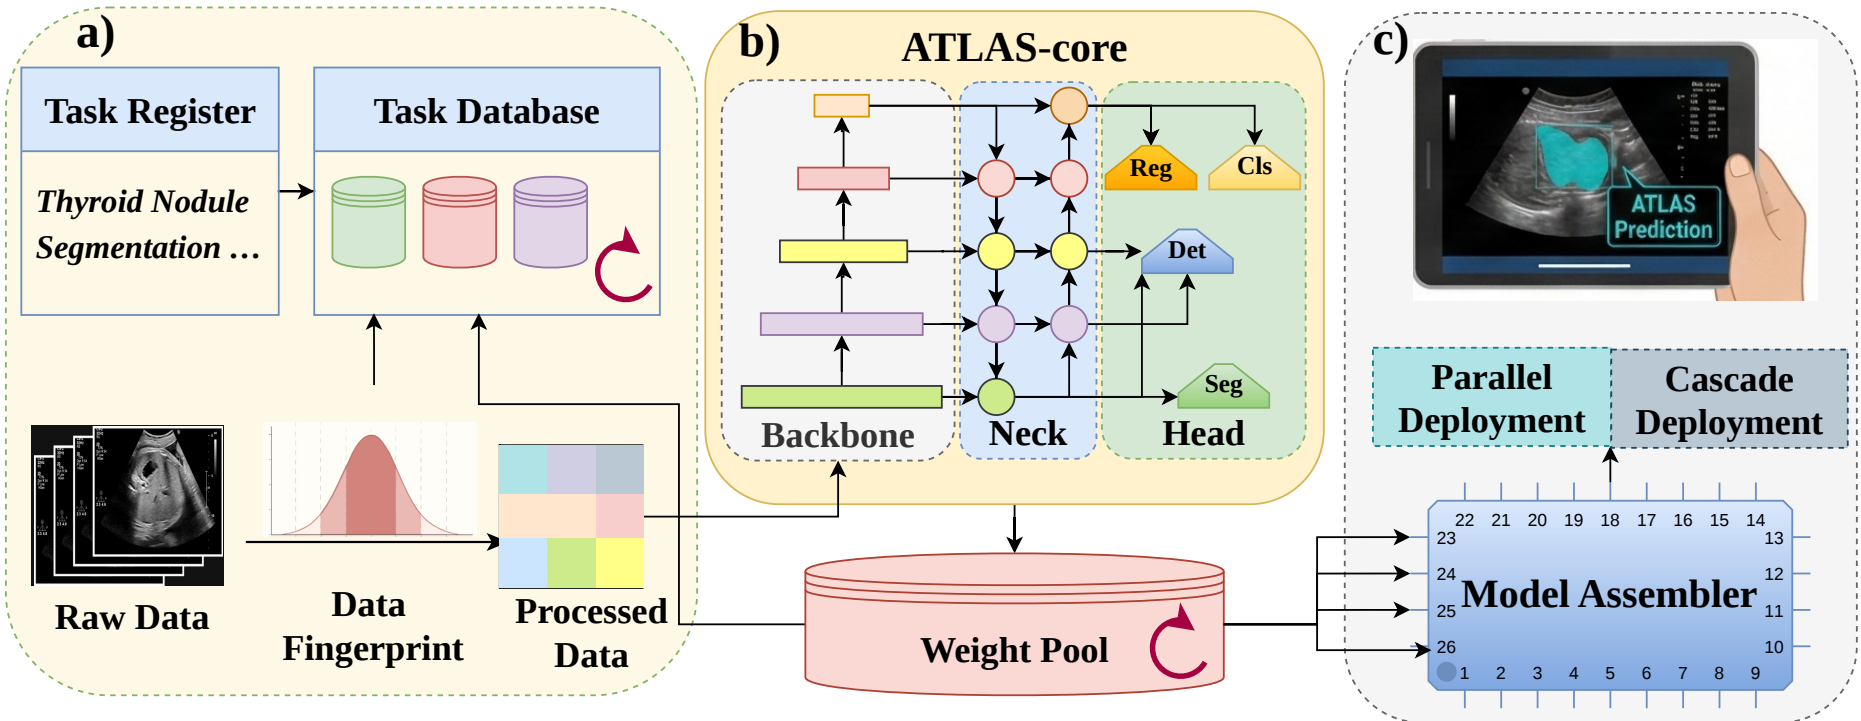 a)
Task Register
Task Database
Thyroid Nodule
Segmentation ...
Raw Data
Data
Fingerprint
Processed
Data
b)
ATLAS-core
Reg
Cls
Det
Seg
Backbone
Neck
Head
Weight Pool
c)
ATLAS
Prediction
Parallel
Deployment
Cascade
Deployment
22 21 20 19 18 17 16 15 14
23 13
24 12
Model Assembler
25 11
26 10
1 2 3 4 5 6 7 8 9